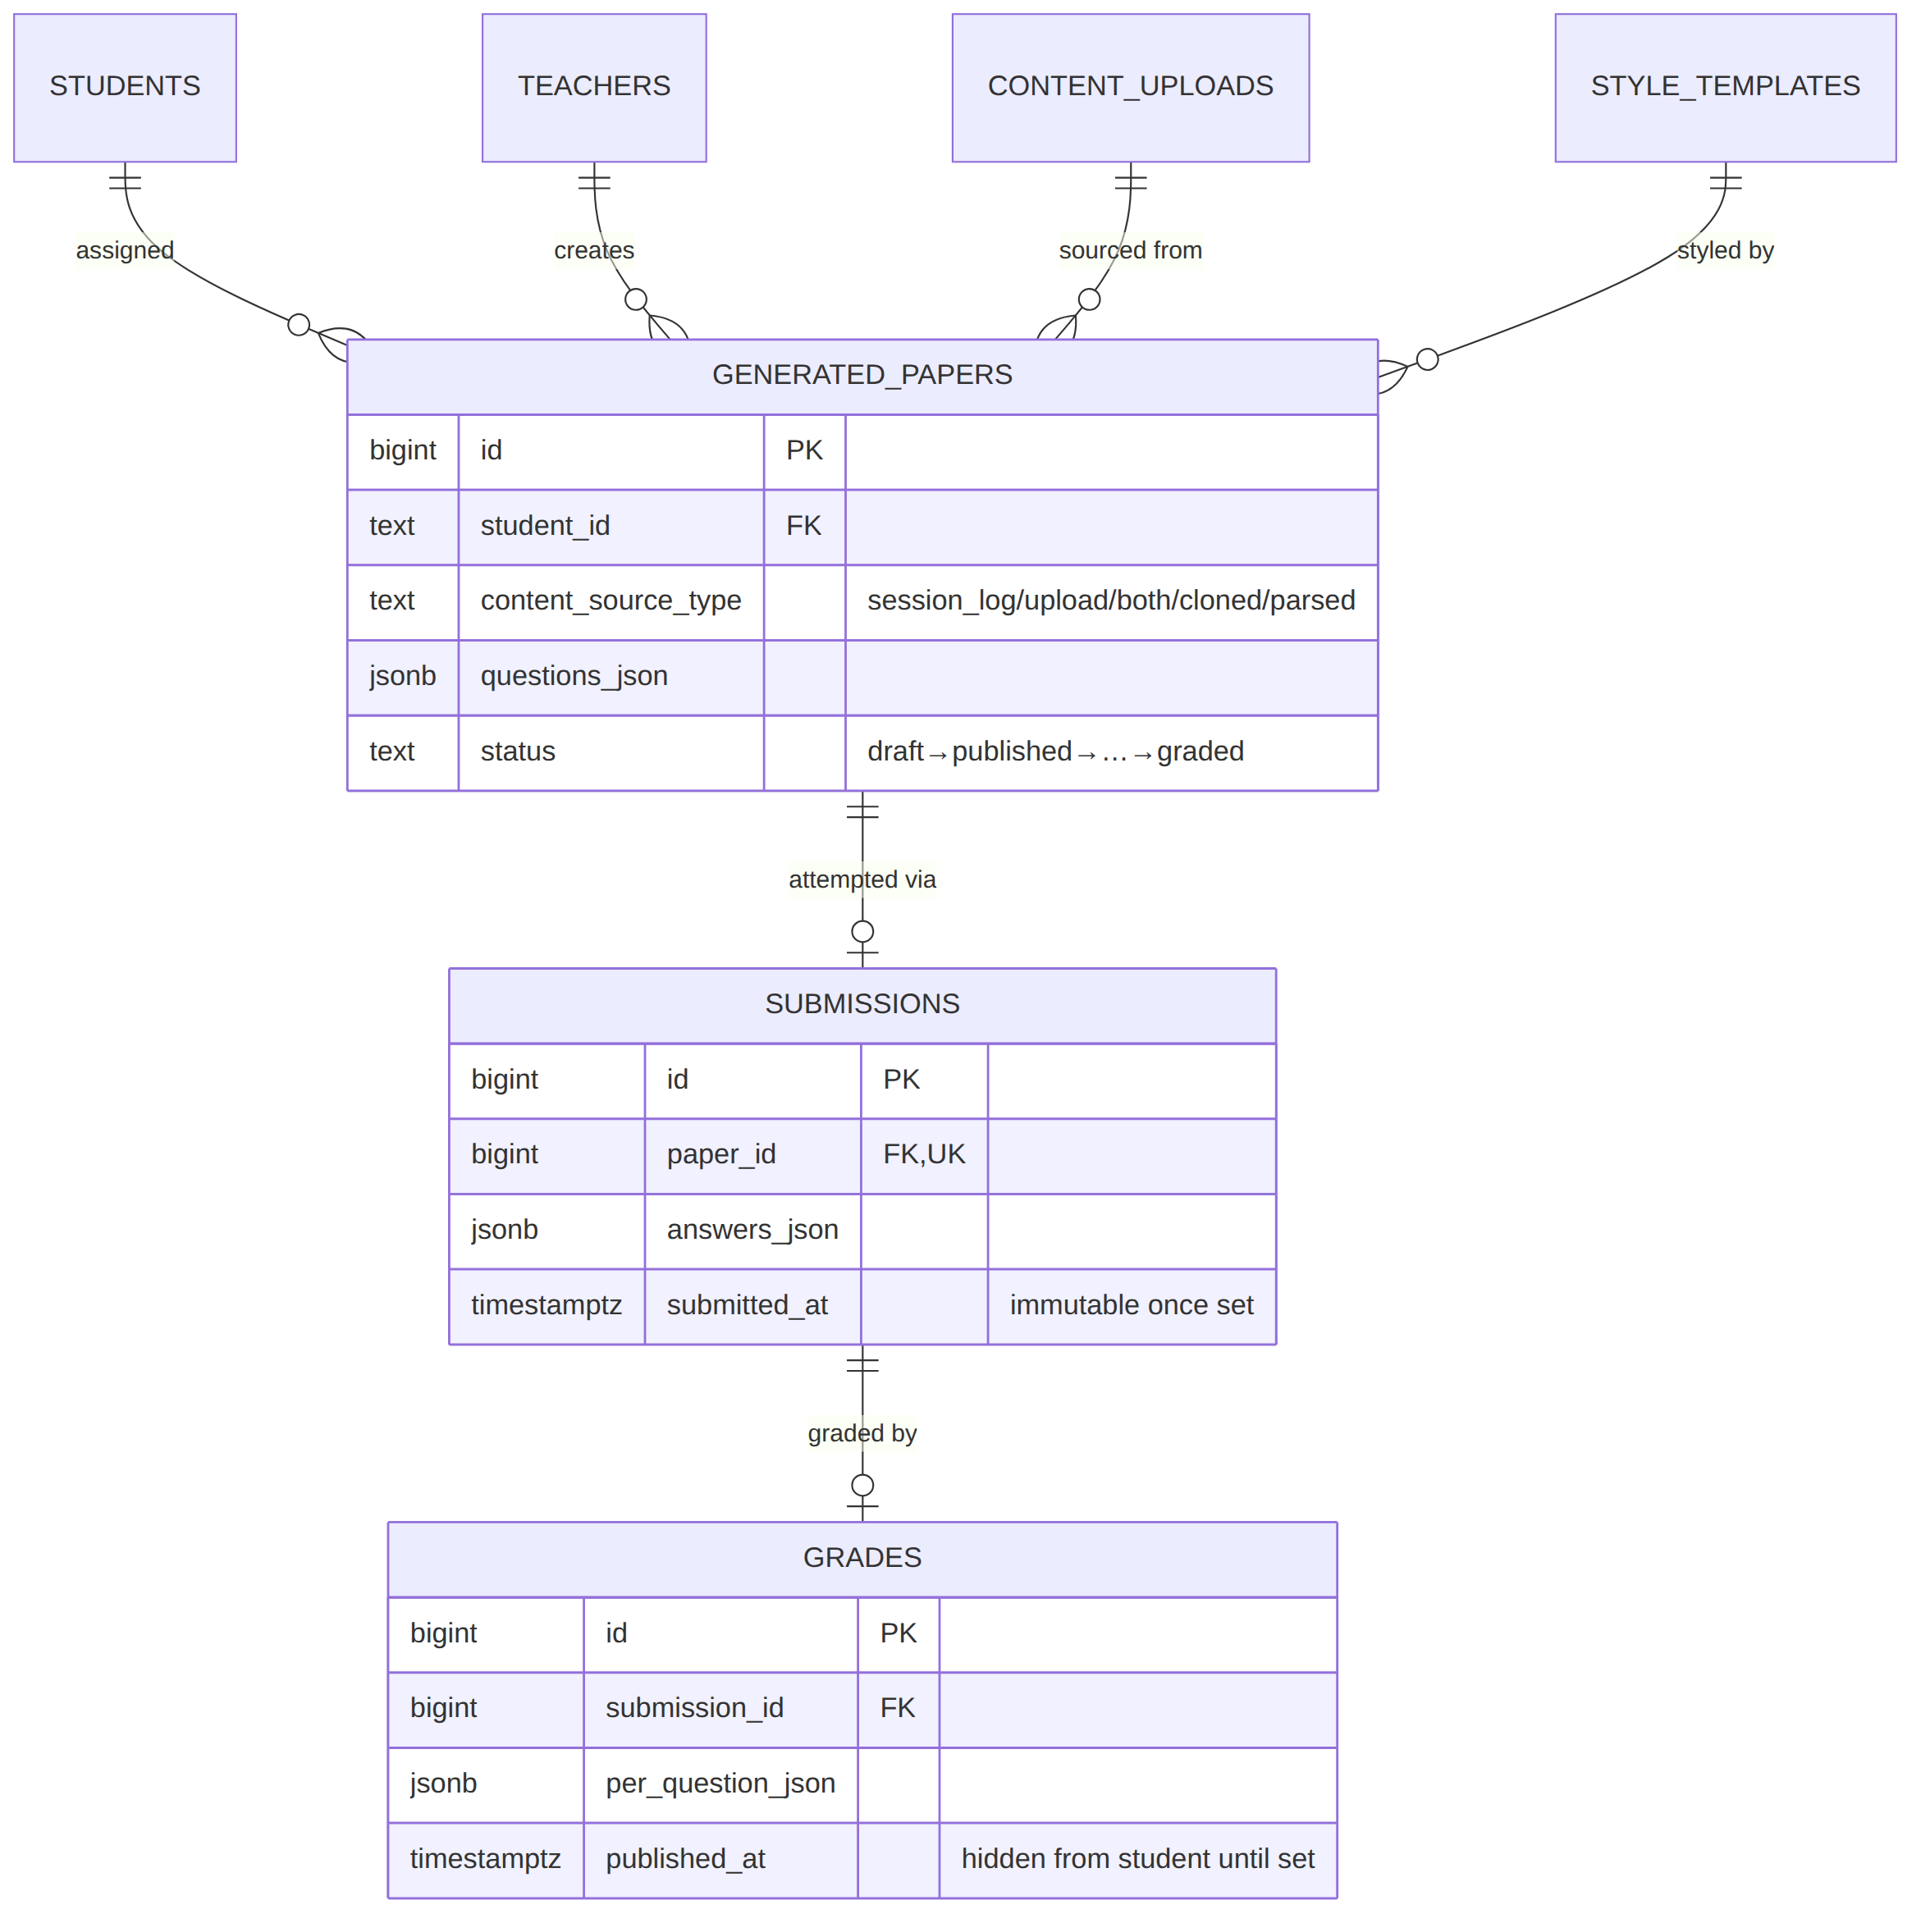 STUDENTS
TEACHERS
CONTENT_UPLOADS
STYLE_TEMPLATES
assigned
creates
sourced from
styled by
GENERATED_PAPERS
bigint id PK
text student_id FK
text content_source_type session_log/upload/both/cloned/parsed
jsonb questions_json
text status draft→published→…→graded
attempted via
SUBMISSIONS
bigint id PK
bigint paper_id FK,UK
jsonb answers_json
timestamptz submitted_at immutable once set
graded by
GRADES
bigint id PK
bigint submission_id FK
jsonb per_question_json
timestamptz published_at hidden from student until set